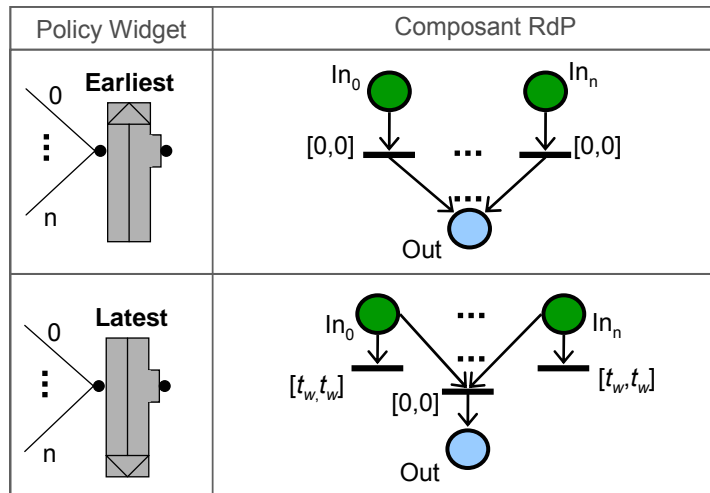 Policy Widget
Composant RdP
0
Earliest
...
n
In0
Inn
[0,0]
...
[0,0]
...
Out
0
Latest
...
n
In0
...
Inn
...
[tw,tw]
[0,0]
[tw,tw]
Out